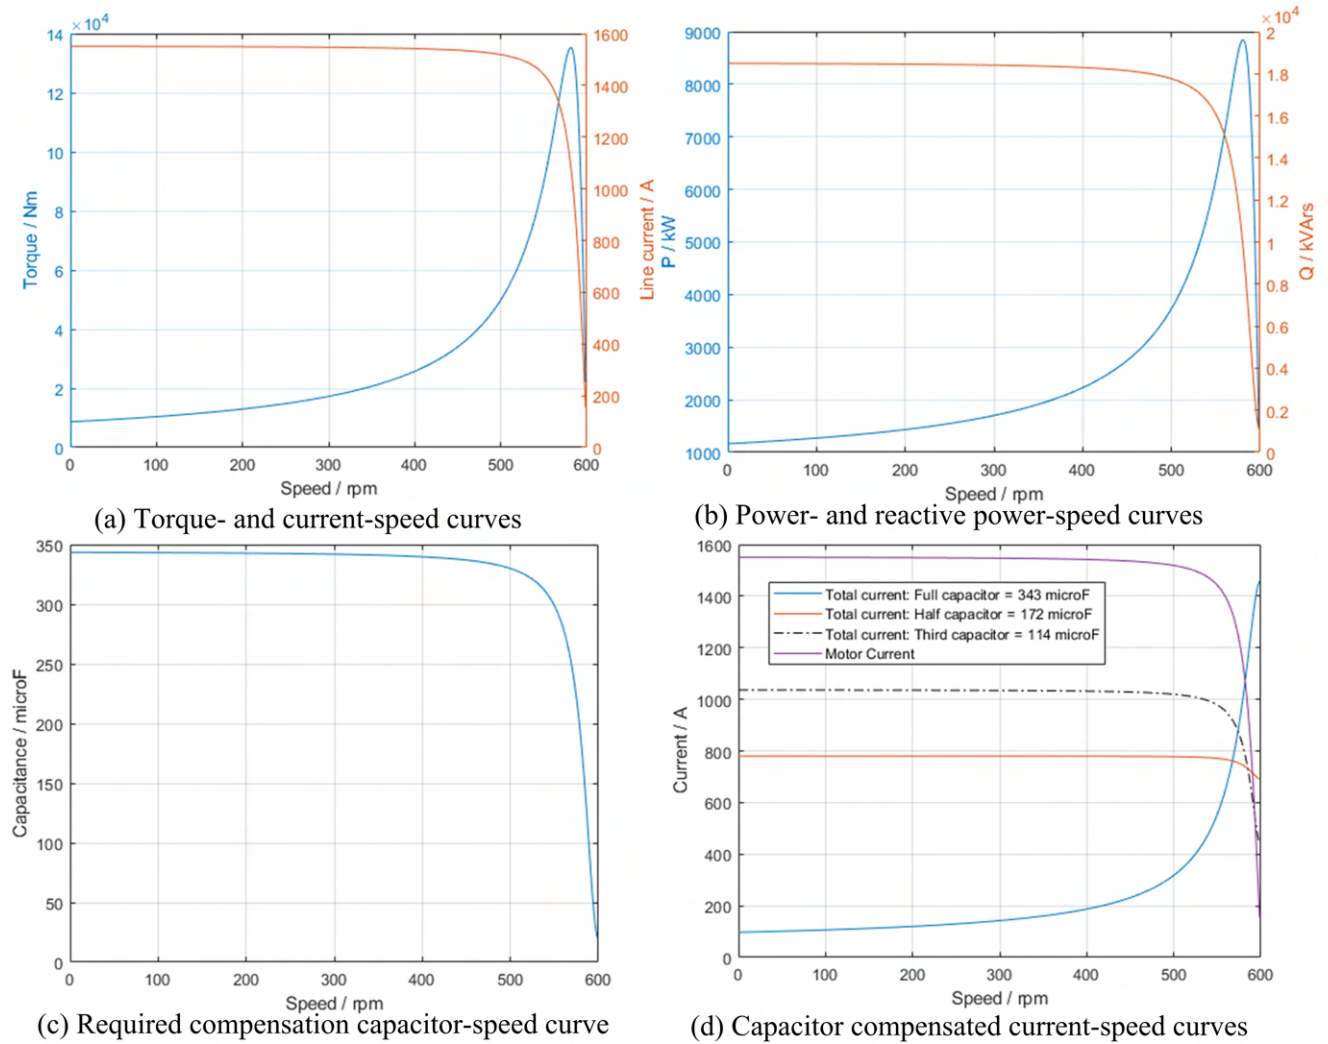 × 10⁴
14
12
10
8
6
4
2
0
Torque / Nm
1600
1400
1200
1000
800
600
400
200
0
Line current / A
0 100 200 300 400 500 600
Speed / rpm
(a) Torque- and current-speed curves
9000
8000
7000
6000
5000
4000
3000
2000
1000
P / kW
× 10⁴
2
1.8
1.6
1.4
1.2
1
0.8
0.6
0.4
0.2
0
Q / kVArs
0 100 200 300 400 500 600
Speed / rpm
(b) Power- and reactive power-speed curves
350
300
250
200
150
100
50
0
Capacitance / microF
0 100 200 300 400 500 600
Speed / rpm
(c) Required compensation capacitor-speed curve
1600
1400
1200
1000
800
600
400
200
0
Current / A
Total current: Full capacitor = 343 microF
Total current: Half capacitor = 172 microF
Total current: Third capacitor = 114 microF
Motor Current
0 100 200 300 400 500 600
Speed / rpm
(d) Capacitor compensated current-speed curves